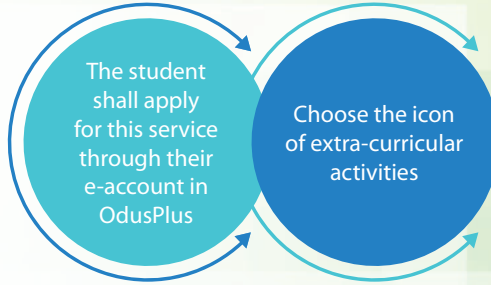 The student
shall apply
for this service
through their
e-account in
OdusPlus
Choose the icon
of extra-curricular
activities